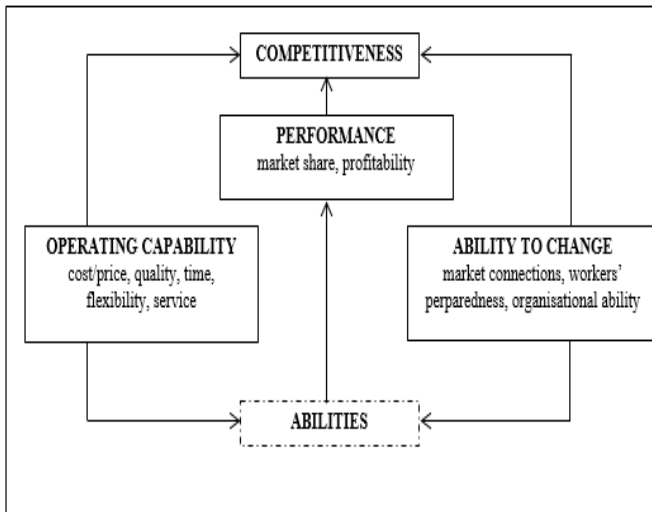 COMPETITIVENESS
PERFORMANCE
market share, profitability
OPERATING CAPABILITY
cost/price, quality, time,
flexibility, service
ABILITY TO CHANGE
market connections, workers'
perparedness, organisational ability
ABILITIES